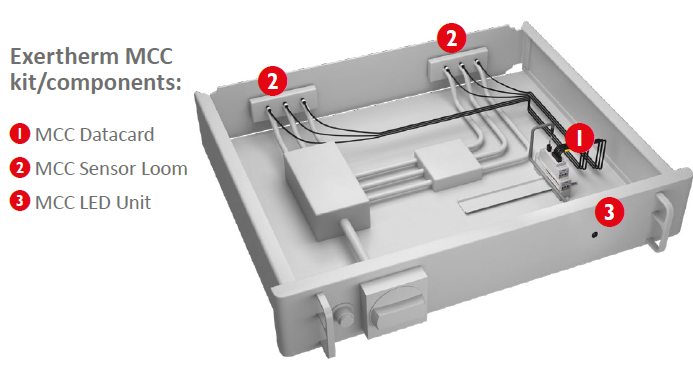 Exertherm MCC
kit/components:
1 MCC Datacard
2 MCC Sensor Loom
3 MCC LED Unit
2
2
1
3